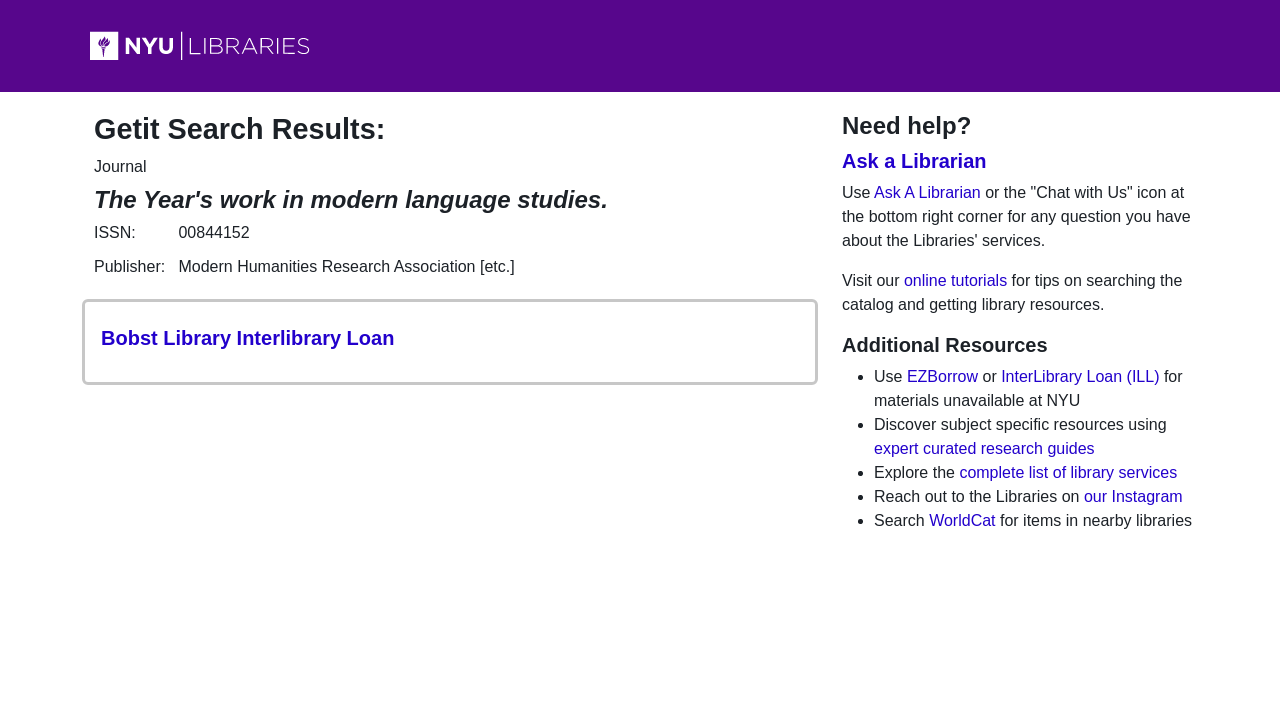 NYU LIBRARIES
Getit Search Results:
Journal
The Year's work in modern language studies.
ISSN: 00844152
Publisher: Modern Humanities Research Association [etc.]
Bobst Library Interlibrary Loan
Need help?
Ask a Librarian
Use Ask A Librarian or the "Chat with Us" icon at
the bottom right corner for any question you have
about the Libraries' services.
Visit our online tutorials for tips on searching the
catalog and getting library resources.
Additional Resources
Use EZBorrow or InterLibrary Loan (ILL) for
materials unavailable at NYU
Discover subject specific resources using
expert curated research guides
Explore the complete list of library services
Reach out to the Libraries on our Instagram
Search WorldCat for items in nearby libraries